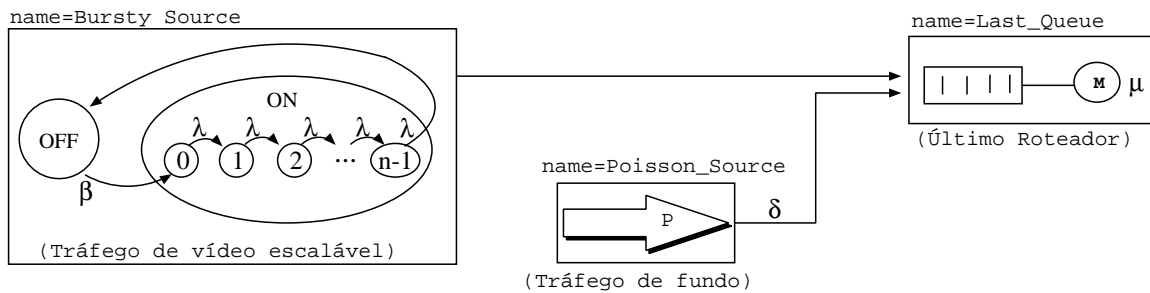 name=Bursty Source
OFF
ON
λ λ λ λ λ
0 1 2 ... n-1
β
(Tráfego de vídeo escalável)
name=Poisson_Source
P
δ
(Tráfego de fundo)
name=Last_Queue
M
μ
(Último Roteador)